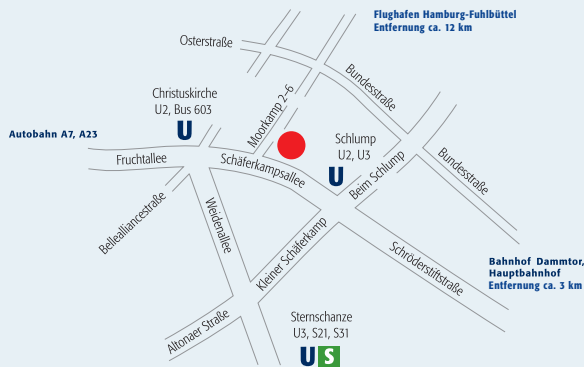 Flughafen Hamburg-Fuhlbüttel
Entfernung ca. 12 km
Osterstraße
Bundesstraße
Christuskirche
U2, Bus 603
U
Moorkamp 2–6
Autobahn A7, A23
Fruchtallee
Schäferkampsallee
Schlump
U2, U3
U
Beim Schlump
Bundesstraße
Bellealliancestraße
Weidenallee
Kleiner Schäferkamp
Schröderstiftstraße
Bahnhof Dammtor,
Hauptbahnhof
Entfernung ca. 3 km
Altonaer Straße
Sternschanze
U3, S21, S31
U S